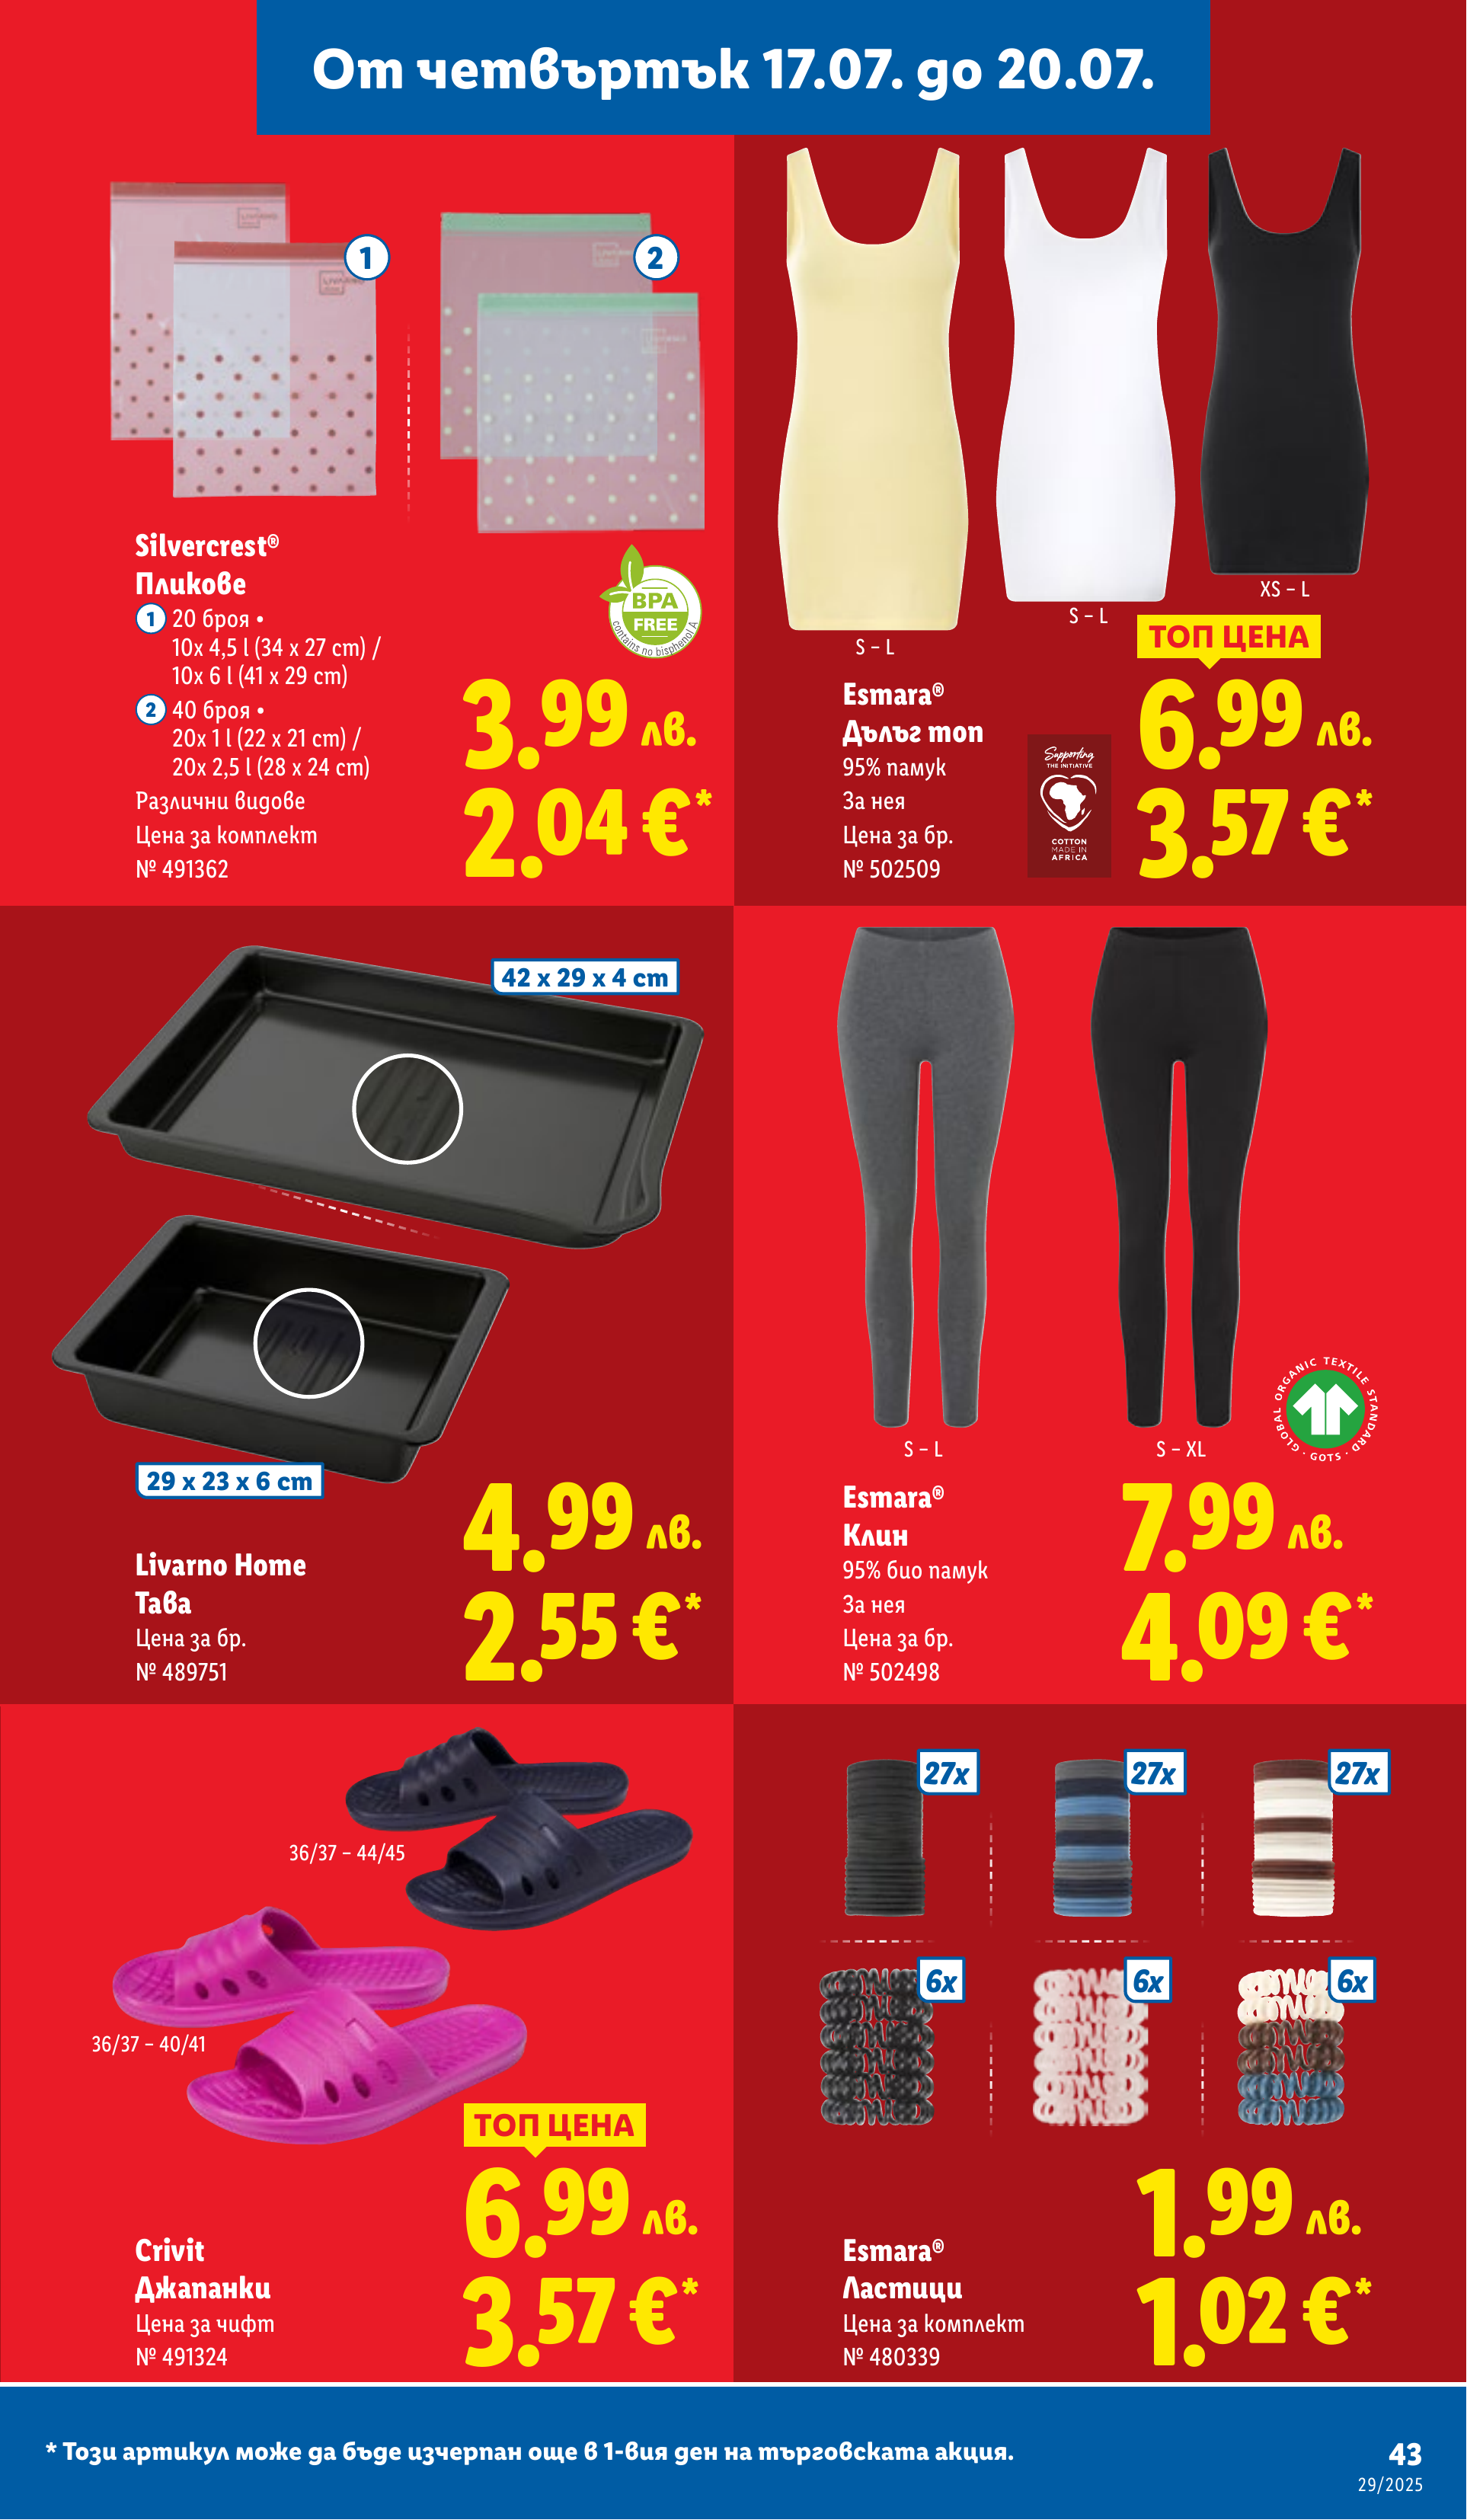 От четвъртък 17.07. до 20.07.
1
2
Silvercrest®
Пликове
1 20 броя •
10x 4,5 l (34 x 27 cm) /
10x 6 l (41 x 29 cm)
2 40 броя •
20x 1 l (22 x 21 cm) /
20x 2,5 l (28 x 24 cm)
Различни видове
Цена за комплект
№ 491362
BPA
FREE
contains no bisphenol A
3.99 лв.
2.04 €*
S – L
S – L
XS – L
ТОП ЦЕНА
Esmara®
Дълъг топ
95% памук
За нея
Цена за бр.
№ 502509
Supporting
THE INITIATIVE
COTTON
MADE IN
AFRICA
6.99 лв.
3.57 €*
42 x 29 x 4 cm
29 x 23 x 6 cm
Livarno Home
Тава
Цена за бр.
№ 489751
4.99 лв.
2.55 €*
S – L
S – XL
GLOBAL ORGANIC TEXTILE STANDARD · GOTS ·
Esmara®
Клин
95% био памук
За нея
Цена за бр.
№ 502498
7.99 лв.
4.09 €*
36/37 – 44/45
36/37 – 40/41
ТОП ЦЕНА
Crivit
Джапанки
Цена за чифт
№ 491324
6.99 лв.
3.57 €*
27x
27x
27x
6x
6x
6x
Esmara®
Ластици
Цена за комплект
№ 480339
1.99 лв.
1.02 €*
* Този артикул може да бъде изчерпан още в 1-вия ден на търговската акция.
43
29/2025